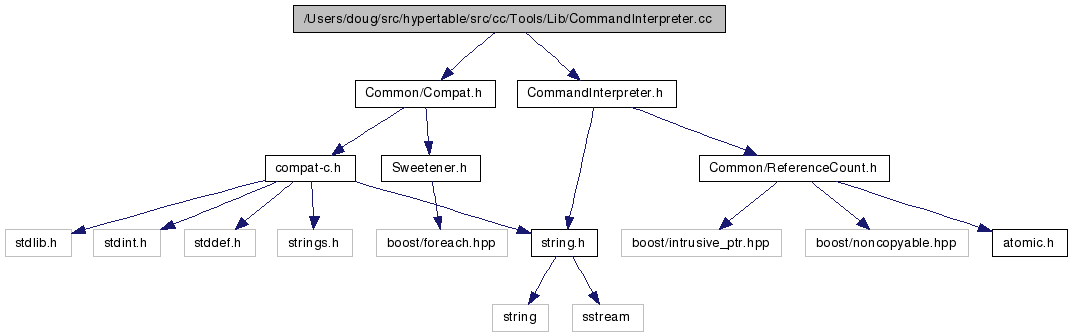 /Users/doug/src/hypertable/src/cc/Tools/Lib/CommandInterpreter.cc
Common/Compat.h
CommandInterpreter.h
compat-c.h
Sweetener.h
Common/ReferenceCount.h
stdlib.h
stdint.h
stddef.h
strings.h
boost/foreach.hpp
string.h
boost/intrusive_ptr.hpp
boost/noncopyable.hpp
atomic.h
string
sstream